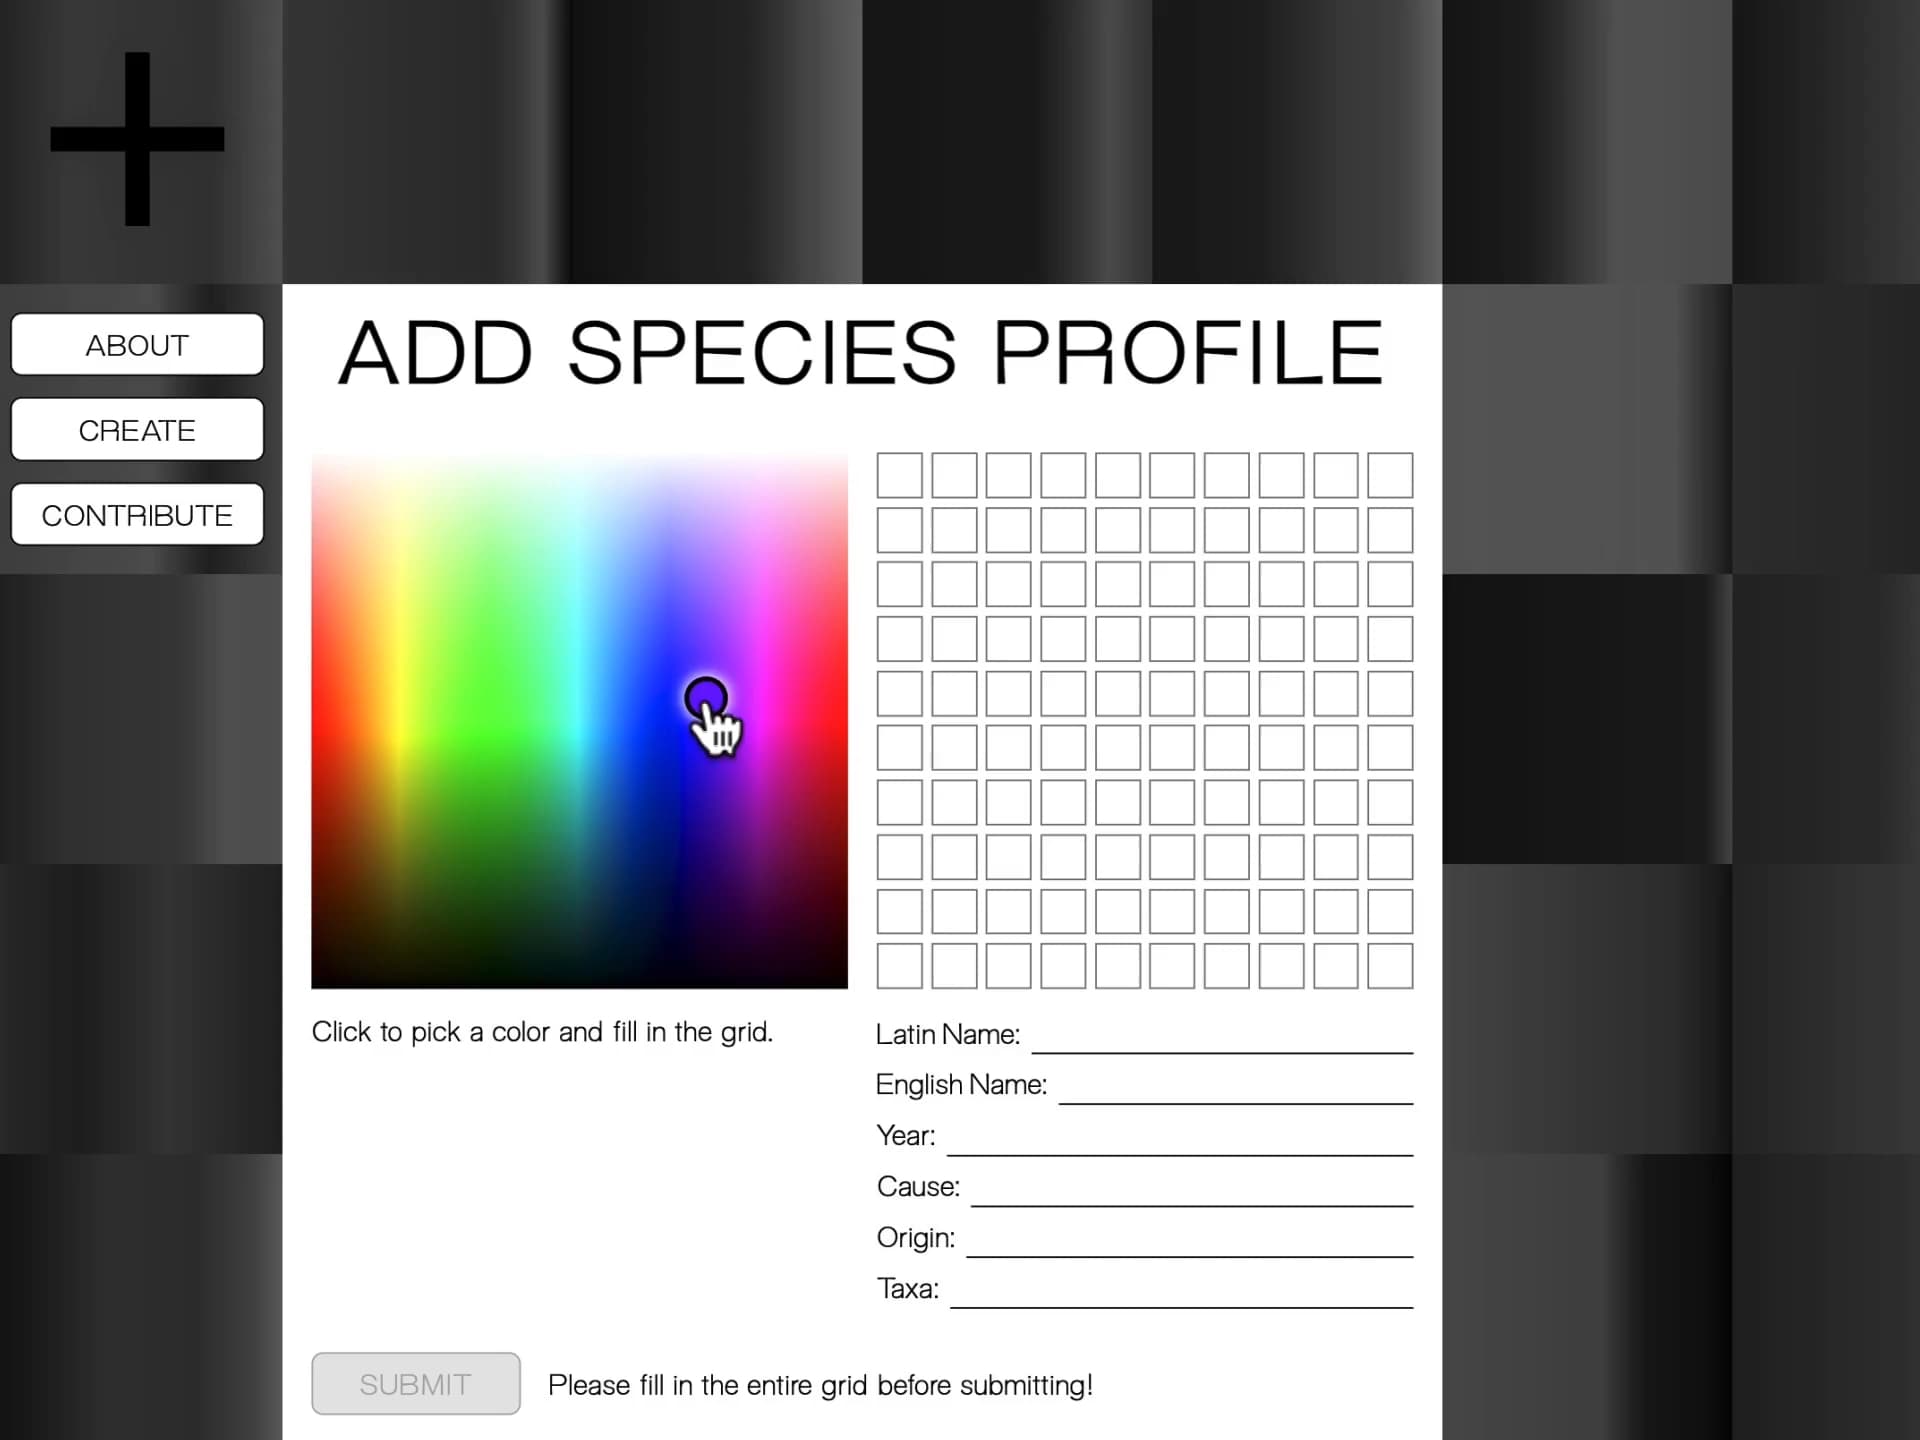 ABOUT
CREATE
CONTRIBUTE
ADD SPECIES PROFILE
Click to pick a color and fill in the grid.
Latin Name:
English Name:
Year:
Cause:
Origin:
Taxa:
SUBMIT
Please fill in the entire grid before submitting!